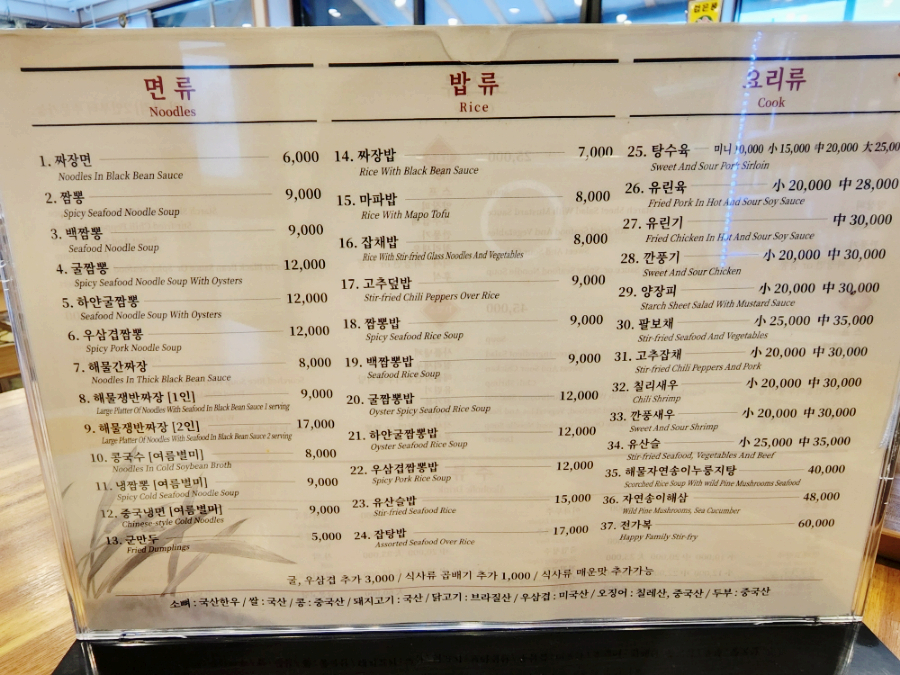 면류
Noodles
1. 짜장면 6,000
Noodles In Black Bean Sauce
2. 짬뽕 9,000
Spicy Seafood Noodle Soup
3. 백짬뽕 9,000
Seafood Noodle Soup
4. 굴짬뽕 12,000
Spicy Seafood Noodle Soup With Oysters
5. 하얀굴짬뽕 12,000
Seafood Noodle Soup With Oysters
6. 우삼겹짬뽕 12,000
Spicy Pork Noodle Soup
7. 해물간짜장 8,000
Noodles In Thick Black Bean Sauce
8. 해물쟁반짜장 [1인] 9,000
Large Platter Of Noodles With Seafood In Black Bean Sauce 1 serving
9. 해물쟁반짜장 [2인] 17,000
Large Platter Of Noodles With Seafood In Black Bean Sauce 2 serving
10. 콩국수 [여름별미] 8,000
Noodles In Cold Soybean Broth
11. 냉짬뽕 [여름별미] 9,000
Spicy Cold Seafood Noodle Soup
12. 중국냉면 [여름별미] 9,000
Chinese-style Cold Noodles
13. 군만두 5,000
Fried Dumplings
밥류
Rice
14. 짜장밥 7,000
Rice With Black Bean Sauce
15. 마파밥 8,000
Rice With Mapo Tofu
16. 잡채밥 8,000
Rice With Stir-fried Glass Noodles And Vegetables
17. 고추덮밥 9,000
Stir-fried Chili Peppers Over Rice
18. 짬뽕밥 9,000
Spicy Seafood Rice Soup
19. 백짬뽕밥 9,000
Seafood Rice Soup
20. 굴짬뽕밥 12,000
Oyster Spicy Seafood Rice Soup
21. 하얀굴짬뽕밥 12,000
Oyster Seafood Rice Soup
22. 우삼겹짬뽕밥 12,000
Spicy Pork Rice Soup
23. 유산슬밥 15,000
Stir-fried Seafood Rice
24. 잡탕밥 17,000
Assorted Seafood Over Rice
요리류
Cook
25. 탕수육 미니 小 15,000 中 20,000 大 25,00
Sweet And Sour Pork Sirloin
26. 유린육 小 20,000 中 28,000
Fried Pork In Hot And Sour Soy Sauce
27. 유린기 中 30,000
Fried Chicken In Hot And Sour Soy Sauce
28. 깐풍기 小 20,000 中 30,000
Sweet And Sour Chicken
29. 양장피 小 20,000 中 30,000
Starch Sheet Salad With Mustard Sauce
30. 팔보채 小 25,000 中 35,000
Stir-fried Seafood And Vegetables
31. 고추잡채 小 20,000 中 30,000
Stir-fried Chili Peppers And Pork
32. 칠리새우 小 20,000 中 30,000
Chili Shrimp
33. 깐풍새우 小 20,000 中 30,000
Sweet And Sour Shrimp
34. 유산슬 小 25,000 中 35,000
Stir-fried Seafood, Vegetables And Beef
35. 해물자연송이누룽지탕 40,000
Scorched Rice Soup With wild Pine Mushrooms Seafood
36. 자연송이해삼 48,000
Wild Pine Mushrooms, Sea Cucumber
37. 전가복 60,000
Happy Family Stir-fry
굴, 우삼겹 추가 3,000 / 식사류 곱배기 추가 1,000 / 식사류 매운맛 추가가능
소뼈 : 국산한우 / 쌀 : 국산 / 콩 : 중국산 / 돼지고기 : 국산 / 닭고기 : 브라질산 / 우삼겹 : 미국산 / 오징어 : 칠레산, 중국산 / 두부 : 중국산